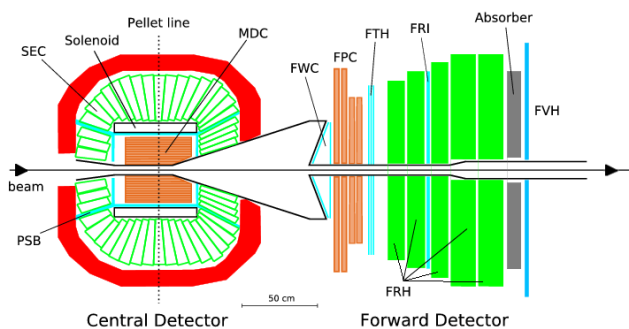 Pellet line
Absorber
SEC
Solenoid
MDC
FWC
FPC
FTH
FRI
FVH
beam
PSB
FRH
50 cm
Central Detector
Forward Detector